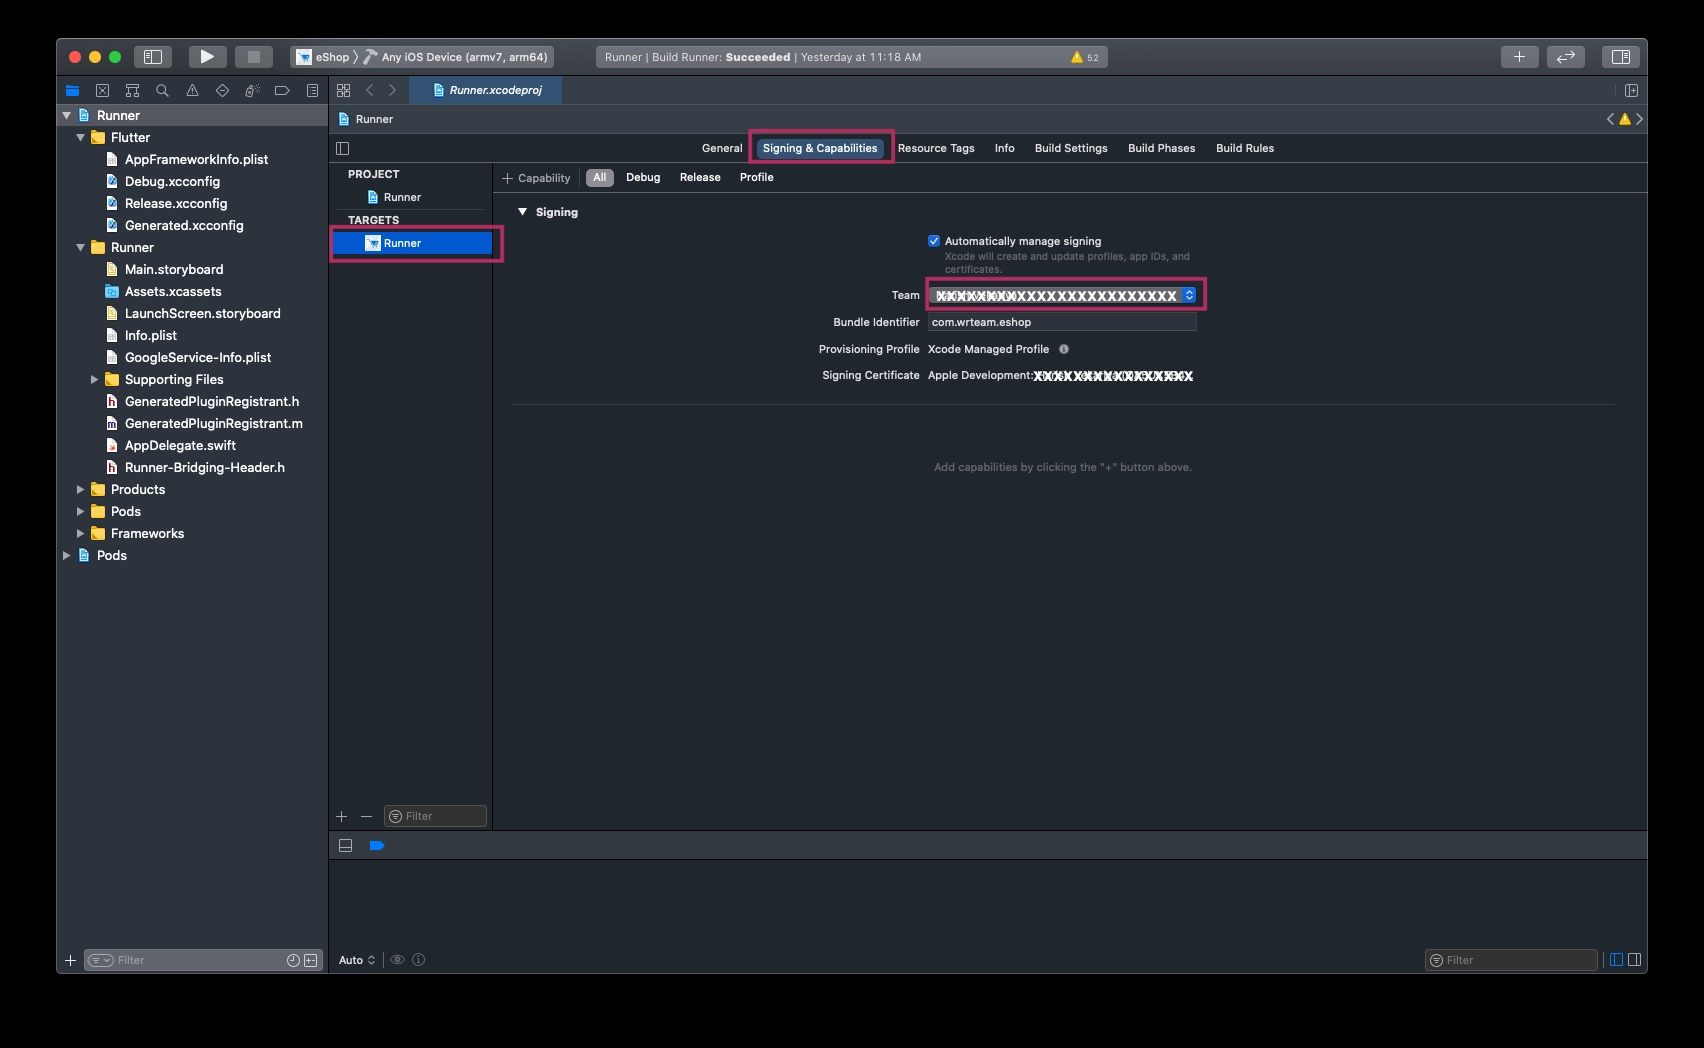 eShop
Any iOS Device (armv7, arm64)
Runner | Build Runner: Succeeded | Yesterday at 11:18 AM
52
Runner.xcodeproj
Runner
Flutter
AppFrameworkInfo.plist
Debug.xcconfig
Release.xcconfig
Generated.xcconfig
Runner
Main.storyboard
Assets.xcassets
LaunchScreen.storyboard
Info.plist
GoogleService-Info.plist
Supporting Files
GeneratedPluginRegistrant.h
GeneratedPluginRegistrant.m
AppDelegate.swift
Runner-Bridging-Header.h
Products
Pods
Frameworks
Pods
Filter
Runner
General Signing & Capabilities Resource Tags Info Build Settings Build Phases Build Rules
PROJECT
Runner
TARGETS
Runner
Filter
+ Capability All Debug Release Profile
Signing
Automatically manage signing
Xcode will create and update profiles, app IDs, and
certificates.
Team
Bundle Identifier com.wrteam.eshop
Provisioning Profile Xcode Managed Profile
Signing Certificate Apple Development:
Add capabilities by clicking the "+" button above.
Auto
Filter